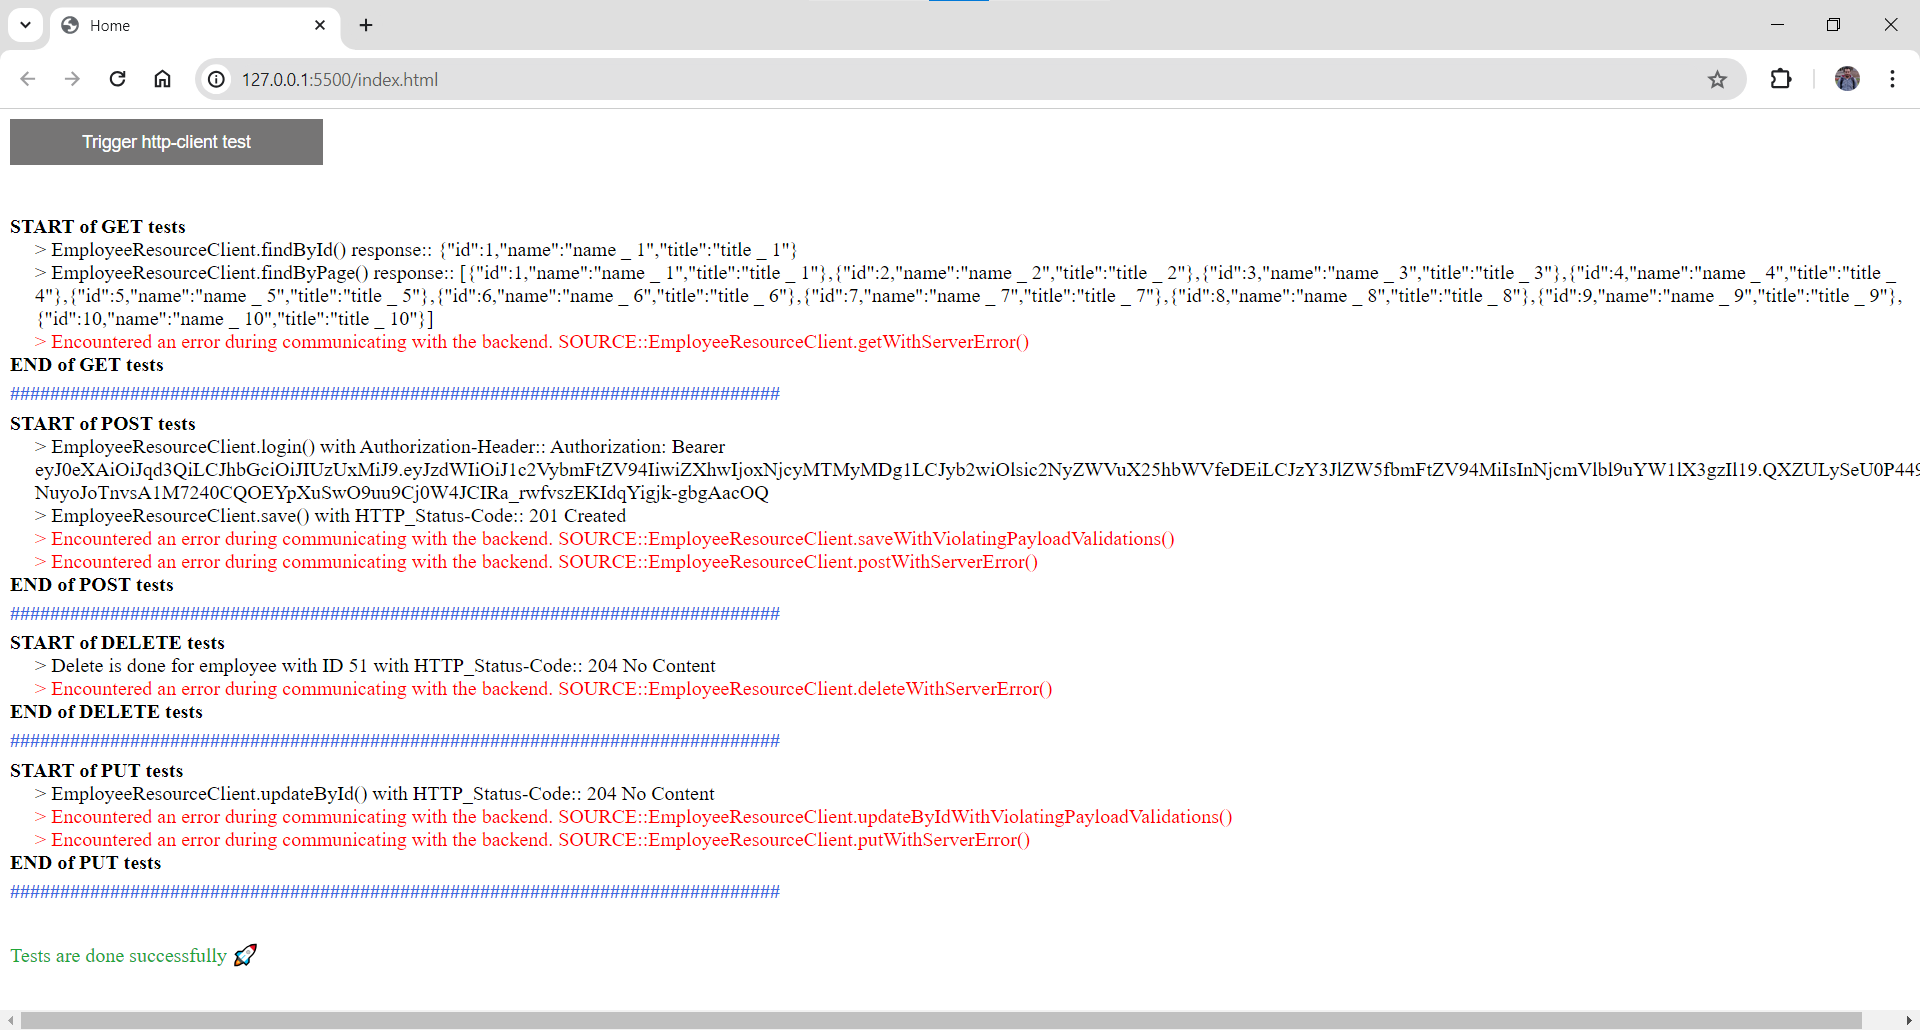 Home
127.0.0.1:5500/index.html
Trigger http-client test
START of GET tests
> EmployeeResourceClient.findById() response:: {"id":1,"name":"name _ 1","title":"title _ 1"}
> EmployeeResourceClient.findByPage() response:: [{"id":1,"name":"name _ 1","title":"title _ 1"},{"id":2,"name":"name _ 2","title":"title _ 2"},{"id":3,"name":"name _ 3","title":"title _ 3"},{"id":4,"name":"name _ 4","title":"title _
4"},{"id":5,"name":"name _ 5","title":"title _ 5"},{"id":6,"name":"name _ 6","title":"title _ 6"},{"id":7,"name":"name _ 7","title":"title _ 7"},{"id":8,"name":"name _ 8","title":"title _ 8"},{"id":9,"name":"name _ 9","title":"title _ 9"},
{"id":10,"name":"name _ 10","title":"title _ 10"}]
> Encountered an error during communicating with the backend. SOURCE::EmployeeResourceClient.getWithServerError()
END of GET tests
#############################################################################
START of POST tests
> EmployeeResourceClient.login() with Authorization-Header:: Authorization: Bearer
eyJ0eXAiOiJqd3QiLCJhbGciOiJIUzUxMiJ9.eyJzdWIiOiJ1c2VybmFtZV94IiwiZXhwIjoxNjcyMTMyMDg1LCJyb2wiOlsic2NyZWVuX25hbWVfeDEiLCJzY3JlZW5fbmFtZV94MiIsInNjcmVlbl9uYW1lX3gzIl19.QXZULySeU0P449
NuyoJoTnvsA1M7240CQOEYpXuSwO9uu9Cj0W4JCIRa_rwfvszEKIdqYigjk-gbgAacOQ
> EmployeeResourceClient.save() with HTTP_Status-Code:: 201 Created
> Encountered an error during communicating with the backend. SOURCE::EmployeeResourceClient.saveWithViolatingPayloadValidations()
> Encountered an error during communicating with the backend. SOURCE::EmployeeResourceClient.postWithServerError()
END of POST tests
#############################################################################
START of DELETE tests
> Delete is done for employee with ID 51 with HTTP_Status-Code:: 204 No Content
> Encountered an error during communicating with the backend. SOURCE::EmployeeResourceClient.deleteWithServerError()
END of DELETE tests
#############################################################################
START of PUT tests
> EmployeeResourceClient.updateById() with HTTP_Status-Code:: 204 No Content
> Encountered an error during communicating with the backend. SOURCE::EmployeeResourceClient.updateByIdWithViolatingPayloadValidations()
> Encountered an error during communicating with the backend. SOURCE::EmployeeResourceClient.putWithServerError()
END of PUT tests
#############################################################################
Tests are done successfully 🚀